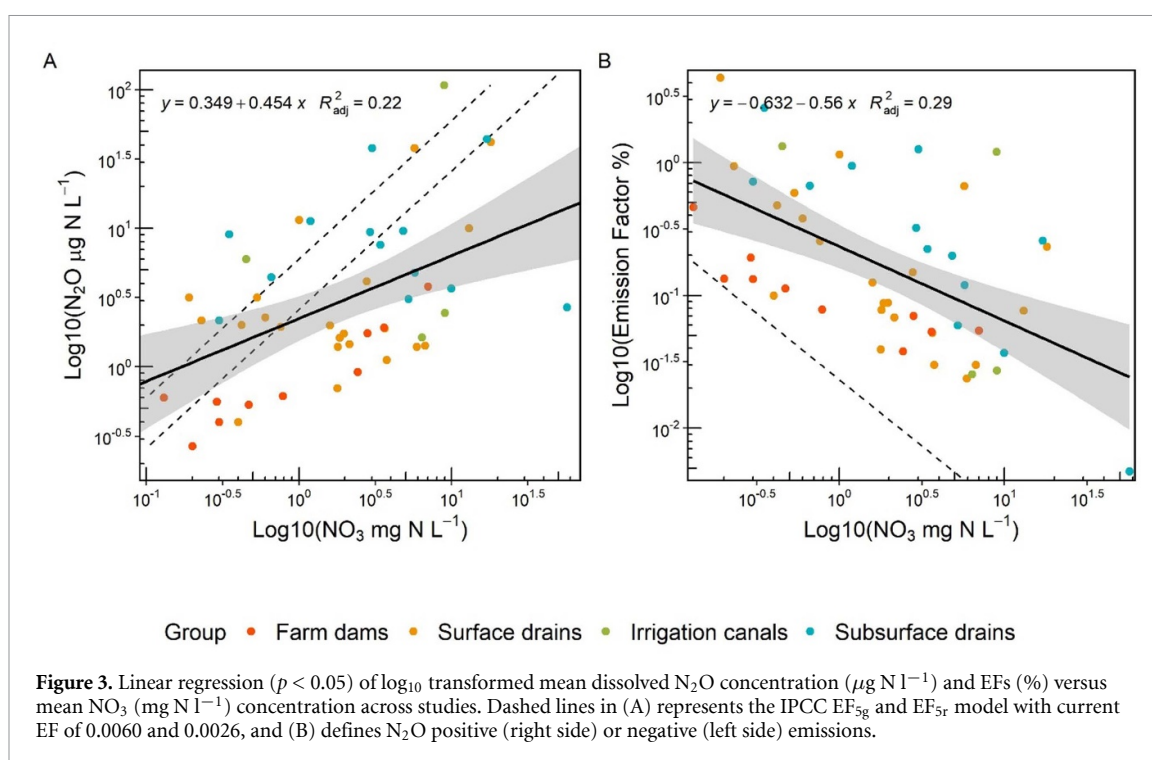 A
B
y = 0.349 + 0.454 x R²adj = 0.22
y = −0.632 − 0.56 x R²adj = 0.29
Log10(N₂O µg N L⁻¹)
10²
10^1.5
10¹
10^0.5
10⁰
10^-0.5
10^-1
10^-0.5
10⁰
10^0.5
10¹
10^1.5
Log10(NO₃ mg N L⁻¹)
Log10(Emission Factor %)
10^0.5
10⁰
10^-0.5
10^-1
10^-1.5
10^-2
10^-0.5
10⁰
10^0.5
10¹
10^1.5
Log10(NO₃ mg N L⁻¹)
Group Farm dams Surface drains Irrigation canals Subsurface drains
Figure 3. Linear regression (p < 0.05) of log₁₀ transformed mean dissolved N₂O concentration (µg N l⁻¹) and EFs (%) versus
mean NO₃ (mg N l⁻¹) concentration across studies. Dashed lines in (A) represents the IPCC EF₅g and EF₅r model with current
EF of 0.0060 and 0.0026, and (B) defines N₂O positive (right side) or negative (left side) emissions.